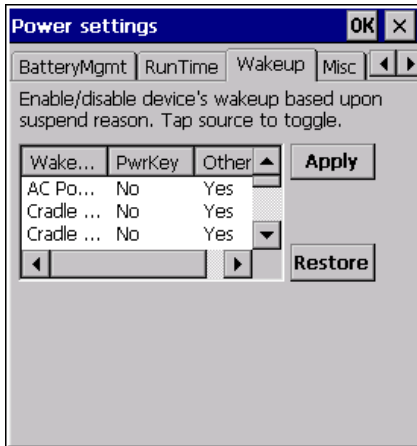 Power settings OK ×
BatteryMgmt RunTime Wakeup Misc
Enable/disable device's wakeup based upon
suspend reason. Tap source to toggle.
Wake... PwrKey Other Apply
AC Po... No Yes
Cradle ... No Yes
Cradle ... No Yes
Restore